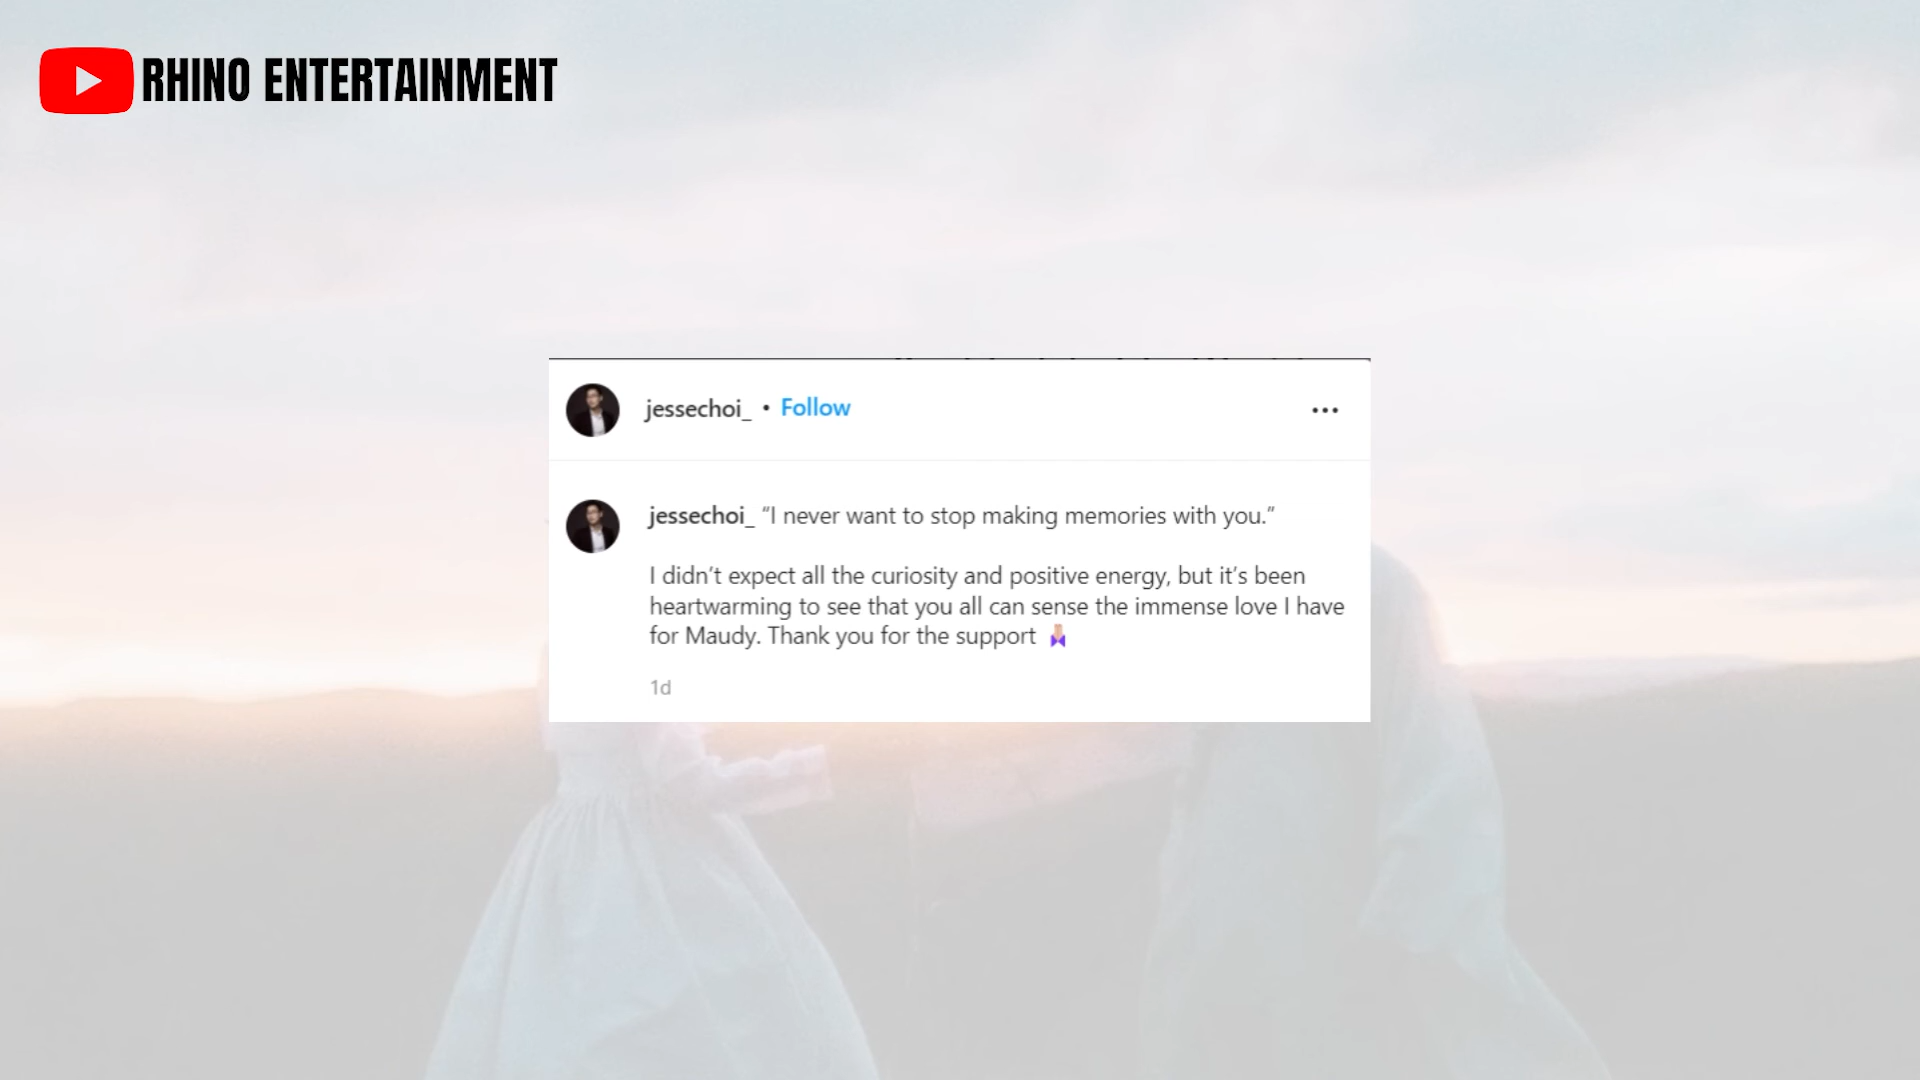 RHINO ENTERTAINMENT
jessechoi_ • Follow
jessechoi_ “I never want to stop making memories with you.”
I didn’t expect all the curiosity and positive energy, but it’s been
heartwarming to see that you all can sense the immense love I have
for Maudy. Thank you for the support 🙏🏼
1d